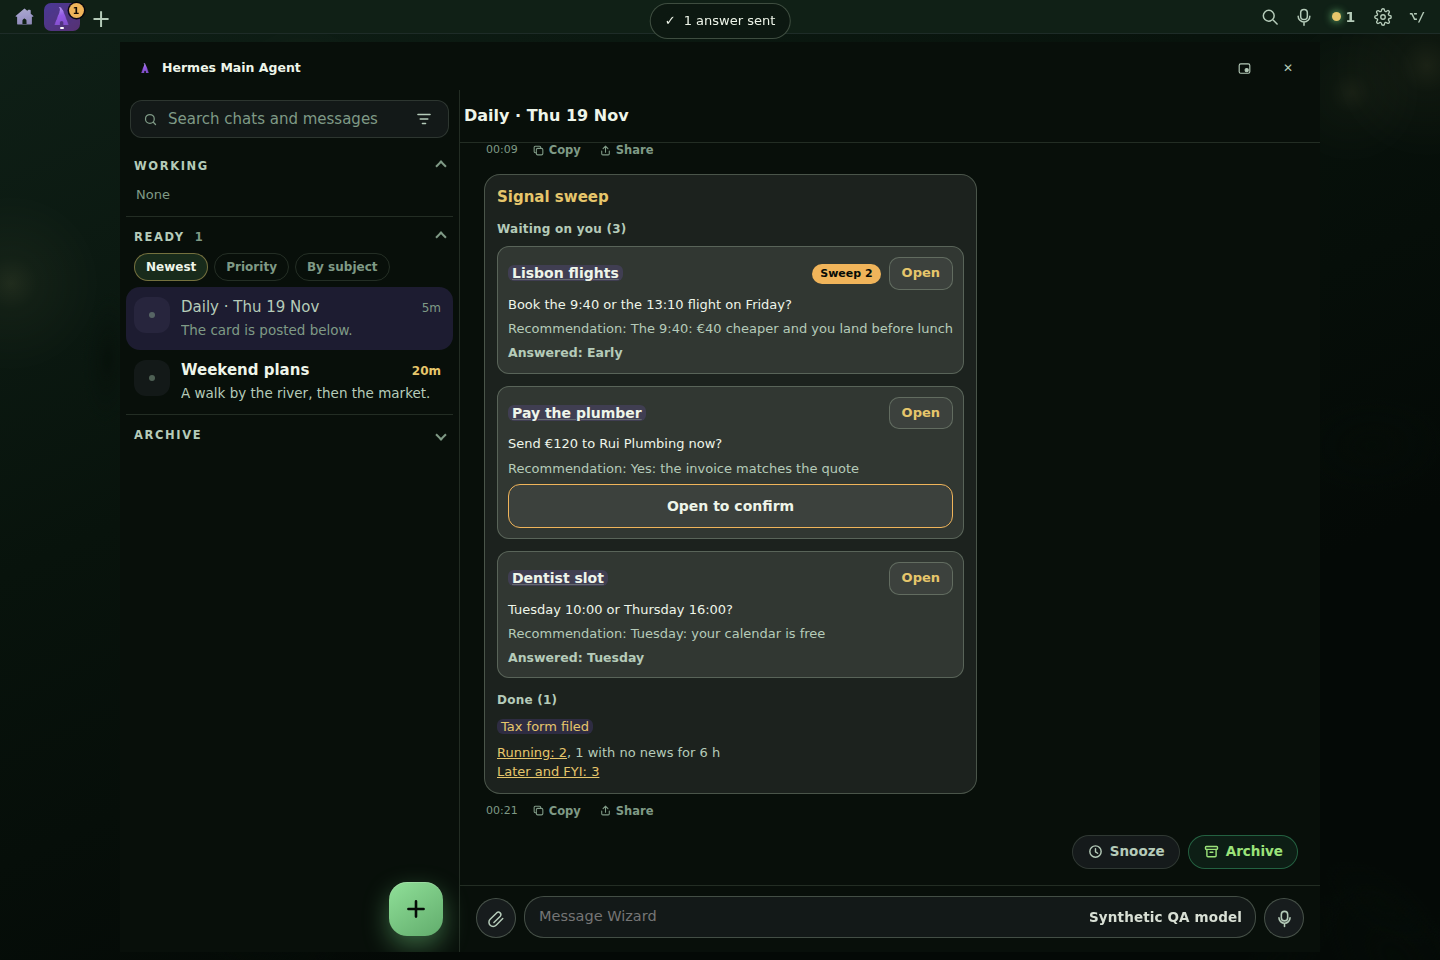 1
✓ 1 answer sent
1
⌥/
Hermes Main Agent
×
Search chats and messages
WORKING
None
READY 1
Newest
Priority
By subject
Daily · Thu 19 Nov
5m
The card is posted below.
Weekend plans
20m
A walk by the river, then the market.
ARCHIVE
+
Daily · Thu 19 Nov
00:09 Copy Share
Signal sweep
Waiting on you (3)
Lisbon flights
Sweep 2
Open
Book the 9:40 or the 13:10 flight on Friday?
Recommendation: The 9:40: €40 cheaper and you land before lunch
Answered: Early
Pay the plumber
Open
Send €120 to Rui Plumbing now?
Recommendation: Yes: the invoice matches the quote
Open to confirm
Dentist slot
Open
Tuesday 10:00 or Thursday 16:00?
Recommendation: Tuesday: your calendar is free
Answered: Tuesday
Done (1)
Tax form filed
Running: 2, 1 with no news for 6 h
Later and FYI: 3
00:21 Copy Share
Snooze
Archive
Message Wizard
Synthetic QA model